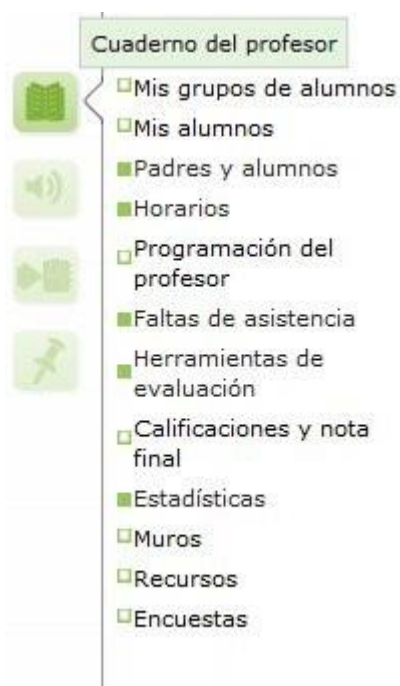 Cuaderno del profesor
Mis grupos de alumnos
Mis alumnos
Padres y alumnos
Horarios
Programación del
profesor
Faltas de asistencia
Herramientas de
evaluación
Calificaciones y nota
final
Estadísticas
Muros
Recursos
Encuestas